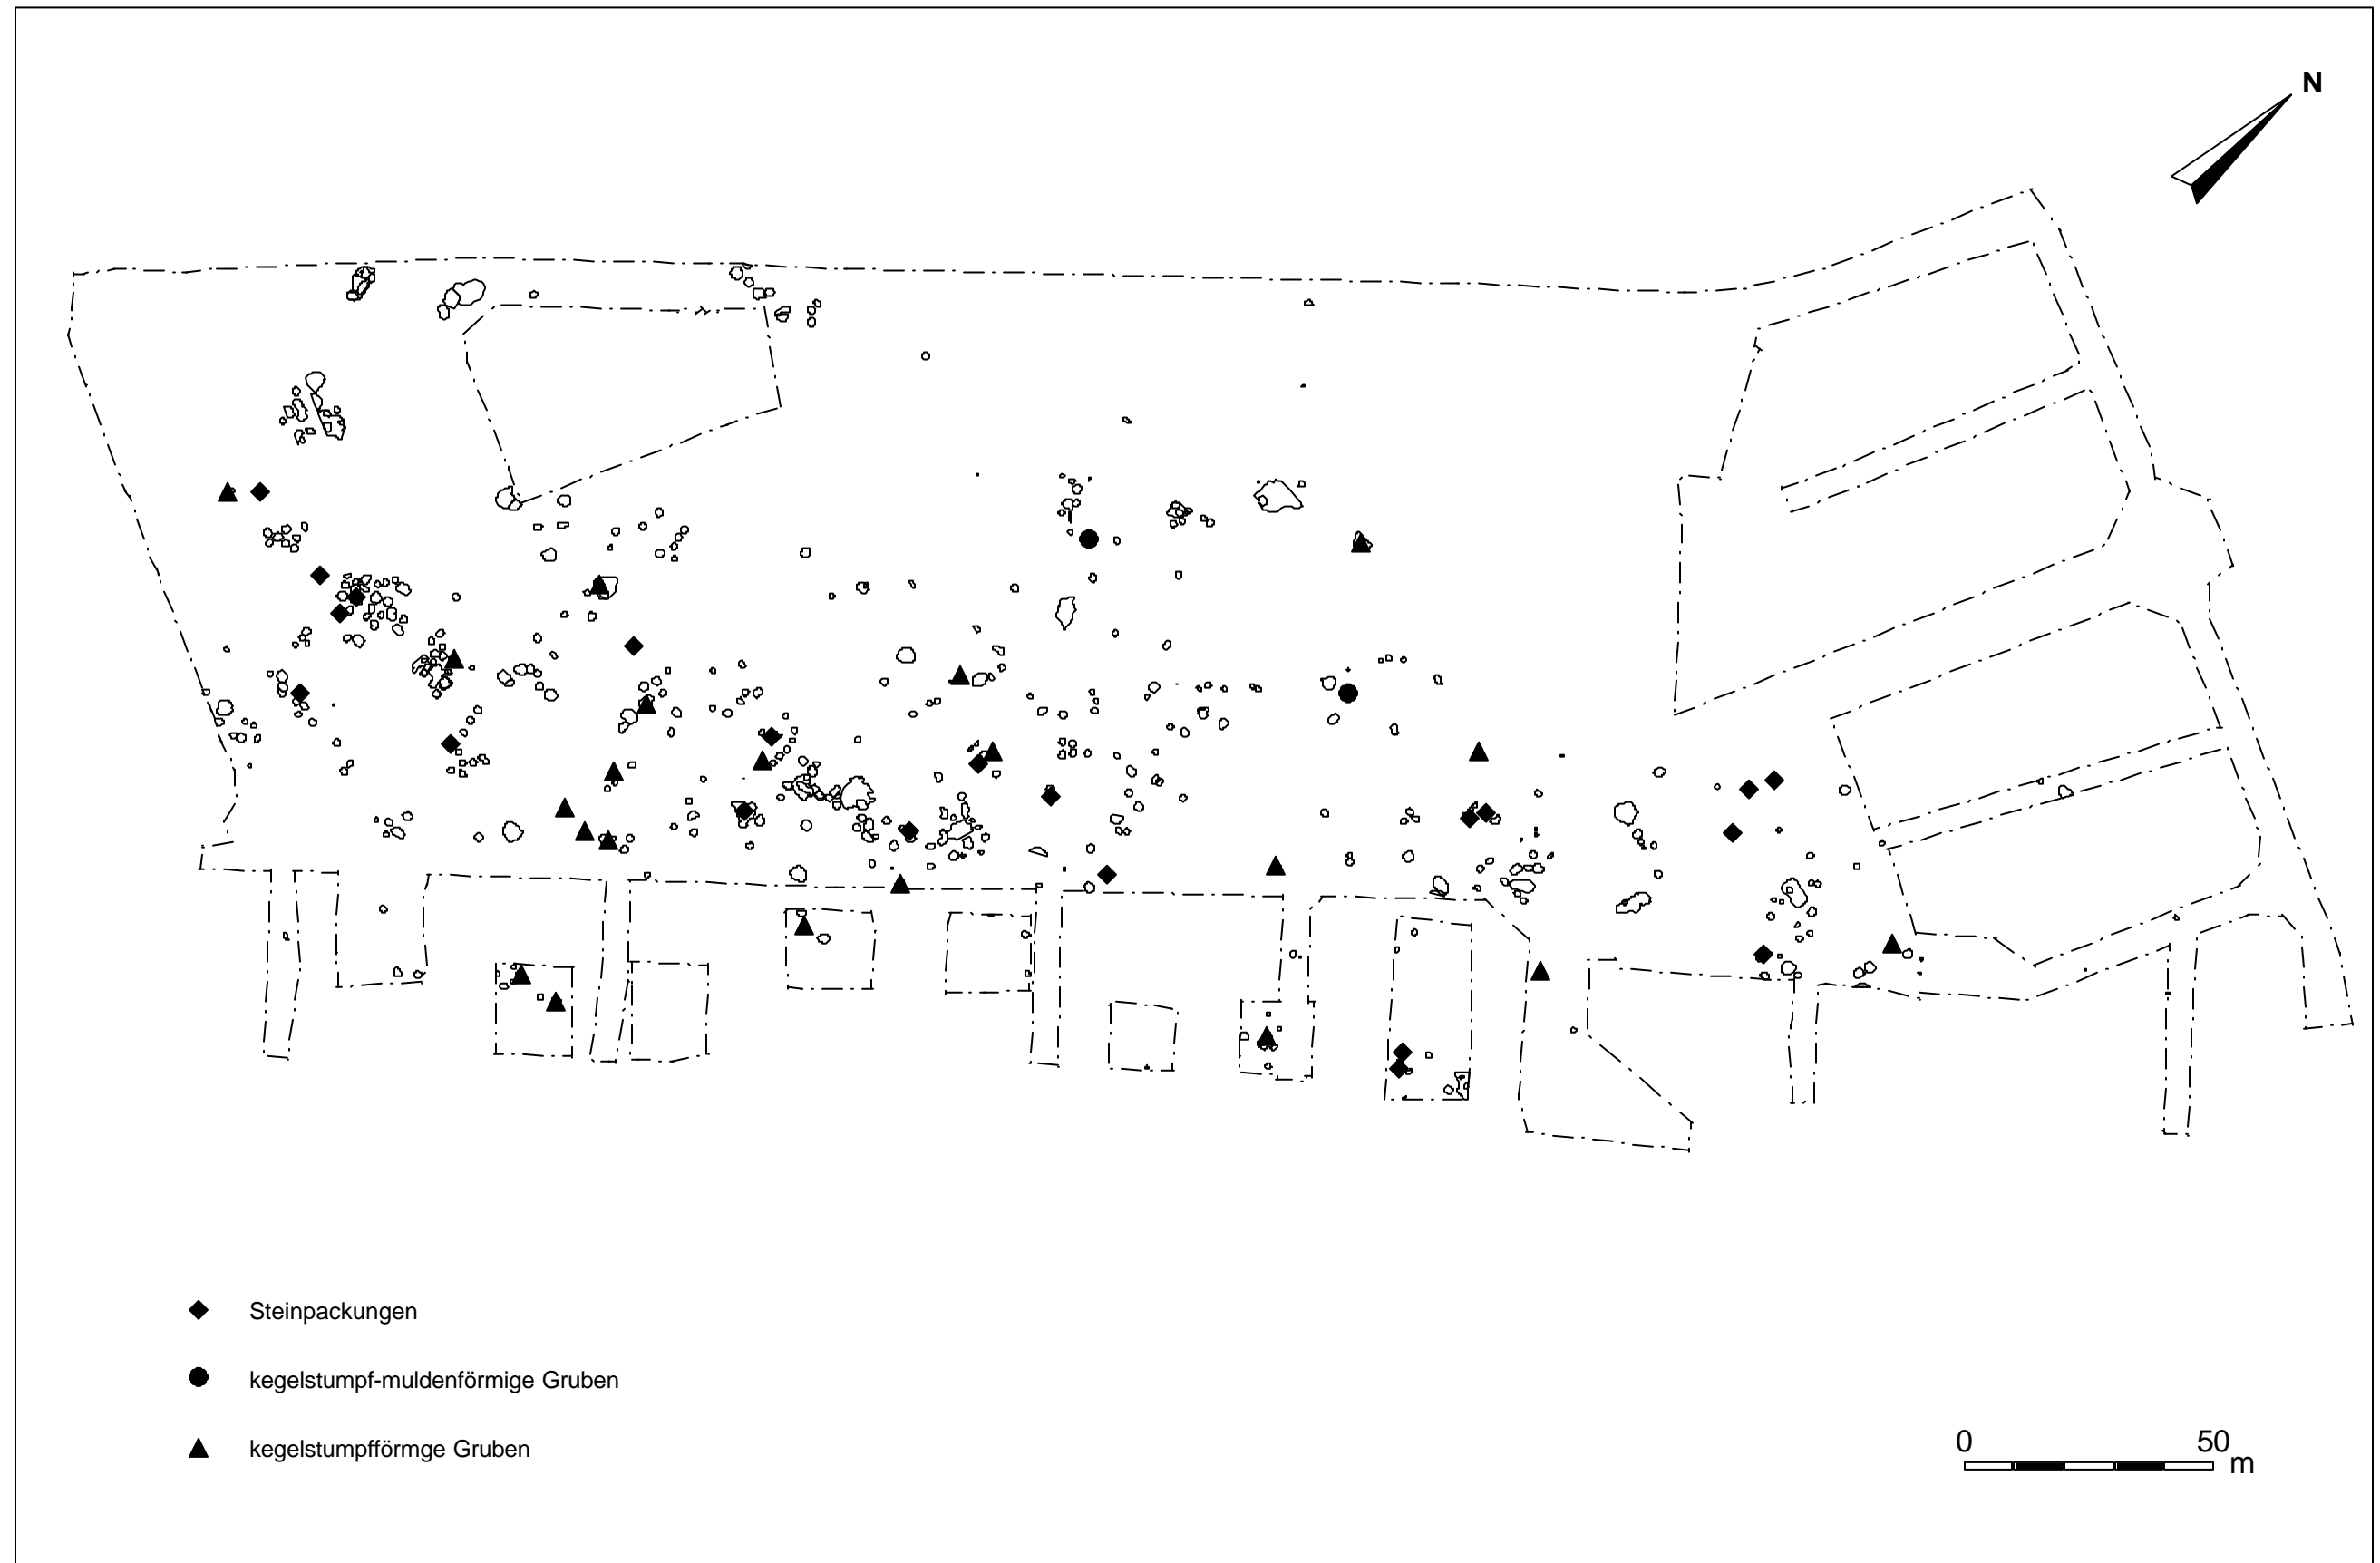 N
Steinpackungen
kegelstumpf-muldenförmige Gruben
kegelstumpfförmge Gruben
0 50
m